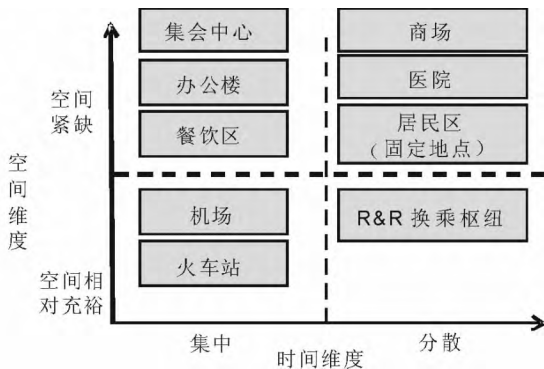 集会中心
商场
办公楼
医院
空间
紧缺
餐饮区
居民区
(固定地点)
空间维度
机场
R&R 换乘枢纽
火车站
空间相
对充裕
集中
分散
时间维度